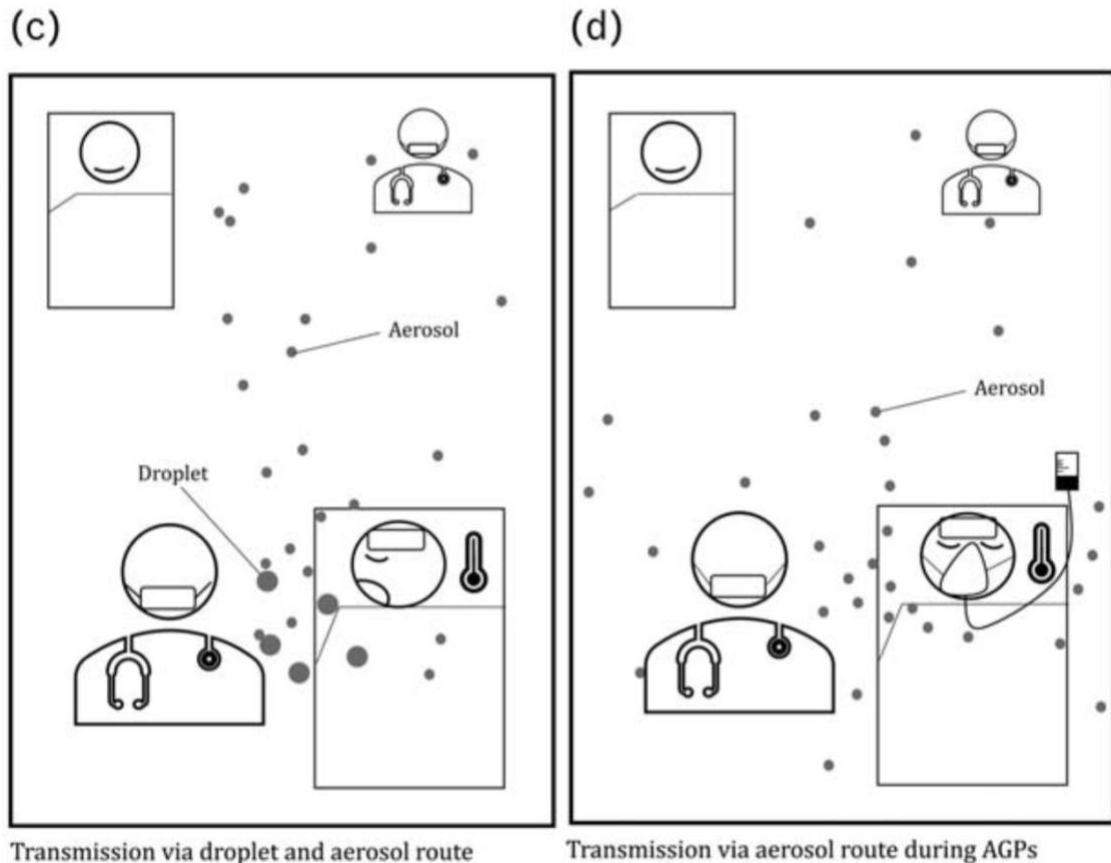 (c)
(d)
Aerosol
Droplet
Aerosol
Transmission via droplet and aerosol route
Transmission via aerosol route during AGPs